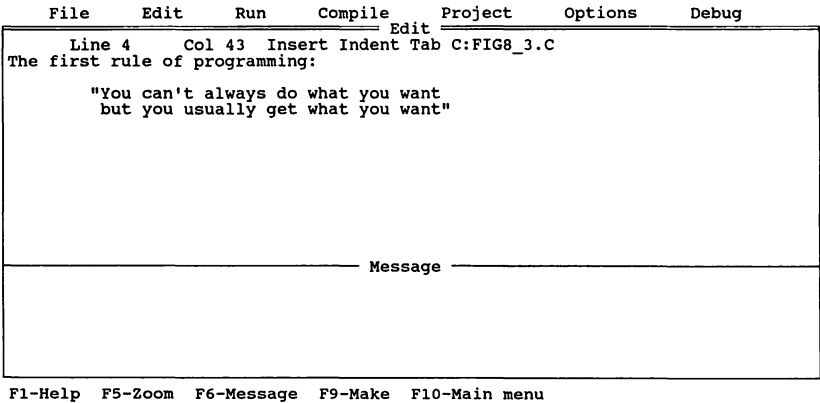 File Edit Run Compile Project Options Debug
Edit
Line 4 Col 43 Insert Indent Tab C:FIG8_3.C
The first rule of programming:
"You can't always do what you want
but you usually get what you want"
Message
F1-Help F5-Zoom F6-Message F9-Make F10-Main menu